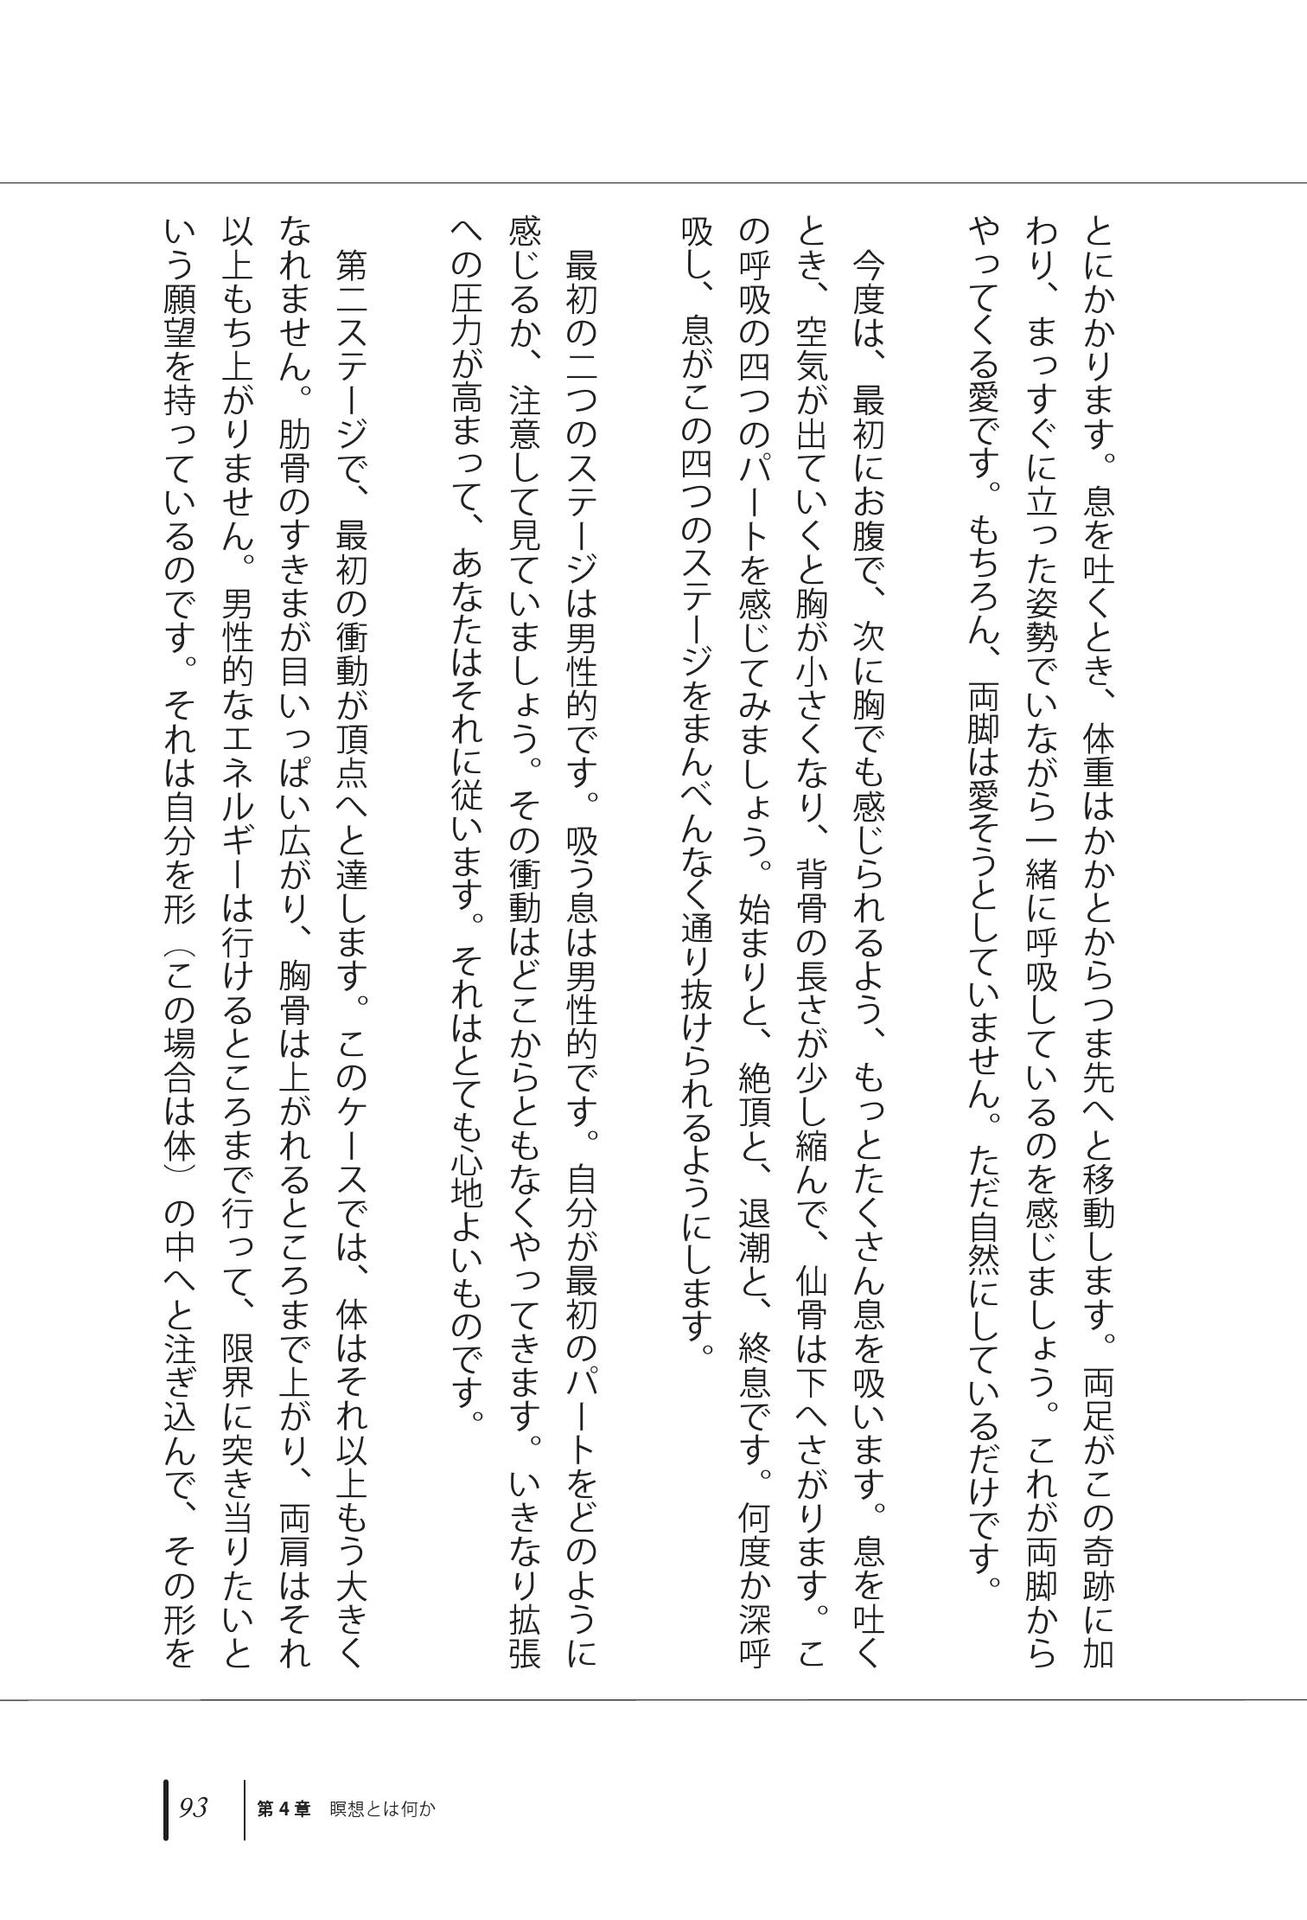 とにかかります。息を吐くとき、体重はかかとからつま先へと移動します。両足がこの奇跡に加
わり、まっすぐに立った姿勢でいながら一緒に呼吸しているのを感じましょう。これが両脚から
やってくる愛です。もちろん、両脚は愛そうとしていません。ただ自然にしているだけです。
今度は、最初にお腹で、次に胸でも感じられるよう、もっとたくさん息を吸います。息を吐く
とき、空気が出ていくと胸が小さくなり、背骨の長さが少し縮んで、仙骨は下へさがります。こ
の呼吸の四つのパートを感じてみましょう。始まりと、絶頂と、退潮と、終息です。何度か深呼
吸し、息がこの四つのステージをまんべんなく通り抜けられるようにします。
最初の二つのステージは男性的です。吸う息は男性的です。自分が最初のパートをどのように
感じるか、注意して見ていましょう。その衝動はどこからともなくやってきます。いきなり拡張
への圧力が高まって、あなたはそれに従います。それはとても心地よいものです。
第二ステージで、最初の衝動が頂点へと達します。このケースでは、体はそれ以上もう大きく
なれません。肋骨のすきまが目いっぱい広がり、胸骨は上がれるところまで上がり、両肩はそれ
以上もち上がりません。男性的なエネルギーは行けるところまで行って、限界に突き当りたいと
いう願望を持っているのです。それは自分を形（この場合は体）の中へと注ぎ込んで、その形を
93 第4章 瞑想とは何か